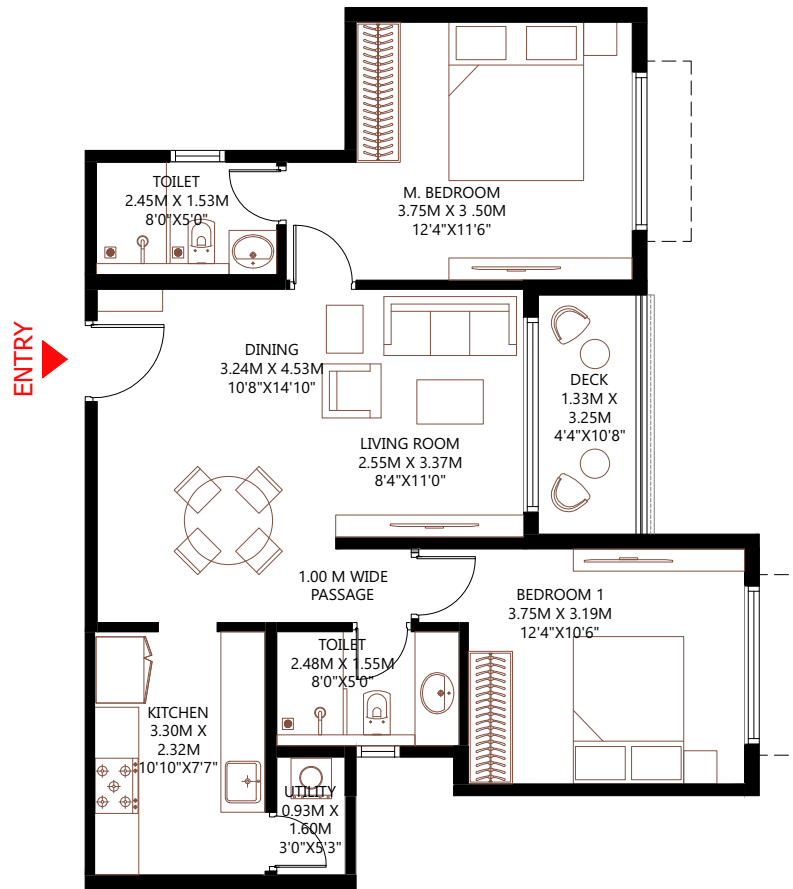 TOILET
2.45M X 1.53M
8'0"X5'0"
M. BEDROOM
3.75M X 3 .50M
12'4"X11'6"
ENTRY
DINING
3.24M X 4.53M
10'8"X14'10"
DECK
1.33M X
3.25M
4'4"X10'8"
LIVING ROOM
2.55M X 3.37M
8'4"X11'0"
1.00 M WIDE
PASSAGE
BEDROOM 1
3.75M X 3.19M
12'4"X10'6"
TOILET
2.48M X 1.55M
8'0"X5'0"
KITCHEN
3.30M X
2.32M
10'10"X7'7"
UTILITY
0.93M X
1.60M
3'0"X5'3"